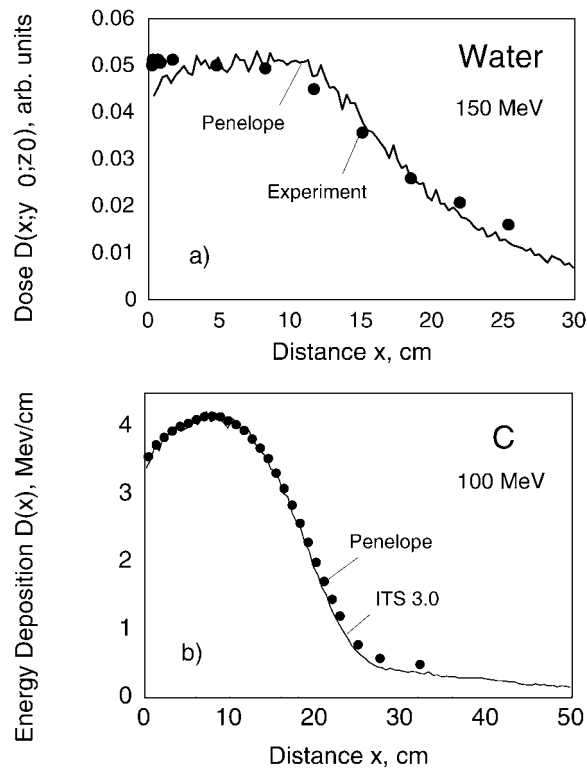 0.06
0.05
0.04
0.03
0.02
0.01
0
Dose D(x;y 0;z0), arb. units
Water
150 MeV
Penelope
Experiment
a)
0 5 10 15 20 25 30
Distance x, cm
4
3
2
1
0
Energy Deposition D(x), Mev/cm
C
100 MeV
Penelope
ITS 3.0
b)
0 10 20 30 40 50
Distance x, cm